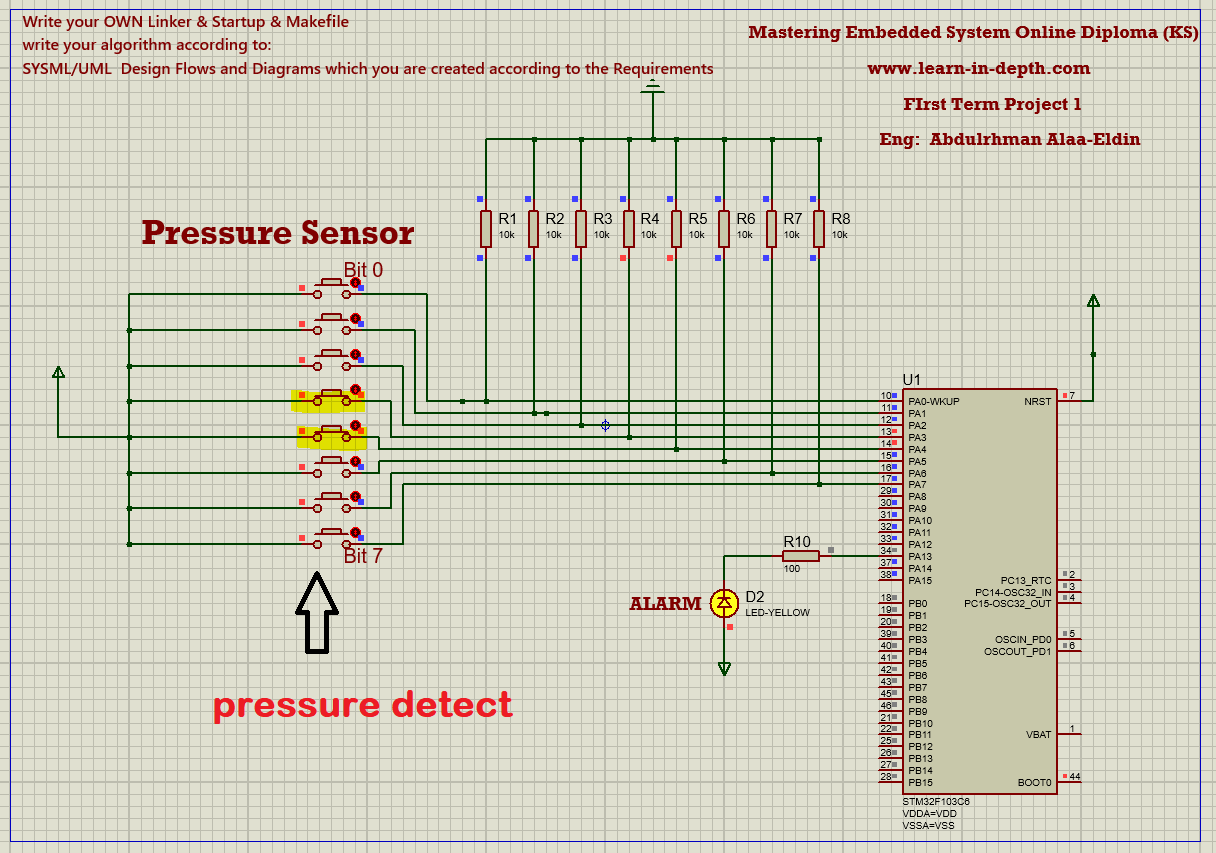 Write your OWN Linker & Startup & Makefile
write your algorithm according to:
SYSML/UML Design Flows and Diagrams which you are created according to the Requirements
Mastering Embedded System Online Diploma (KS)
www.learn-in-depth.com
FIrst Term Project 1
Eng: Abdulrhman Alaa-Eldin
R1
10k
R2
10k
R3
10k
R4
10k
R5
10k
R6
10k
R7
10k
R8
10k
Pressure Sensor
Bit 0
Bit 7
pressure detect
ALARM
D2
LED-YELLOW
R10
100
U1
10 PA0-WKUP
11 PA1
12 PA2
13 PA3
14 PA4
15 PA5
16 PA6
17 PA7
29 PA8
30 PA9
31 PA10
32 PA11
33 PA12
34 PA13
37 PA14
38 PA15
18 PB0
19 PB1
20 PB2
39 PB3
40 PB4
41 PB5
42 PB6
43 PB7
45 PB8
46 PB9
21 PB10
22 PB11
25 PB12
26 PB13
27 PB14
28 PB15
NRST 7
PC13_RTC 2
PC14-OSC32_IN 3
PC15-OSC32_OUT 4
OSCIN_PD0 5
OSCOUT_PD1 6
VBAT 1
BOOT0 44
STM32F103C6
VDDA=VDD
VSSA=VSS